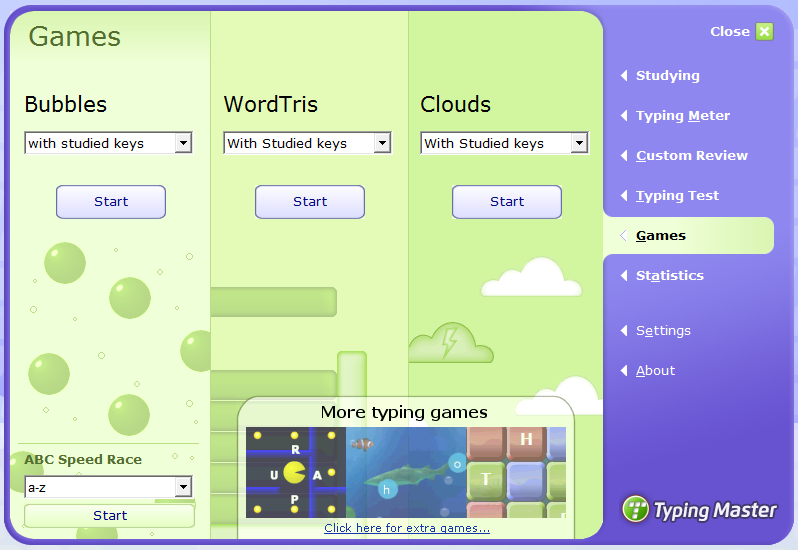 Games
Close
Bubbles
WordTris
Clouds
with studied keys
With Studied keys
With Studied keys
Start
Start
Start
ABC Speed Race
a-z
Start
More typing games
R
U A
P
h
o
H
T
Click here for extra games...
Studying
Typing Meter
Custom Review
Typing Test
Games
Statistics
Settings
About
Typing Master